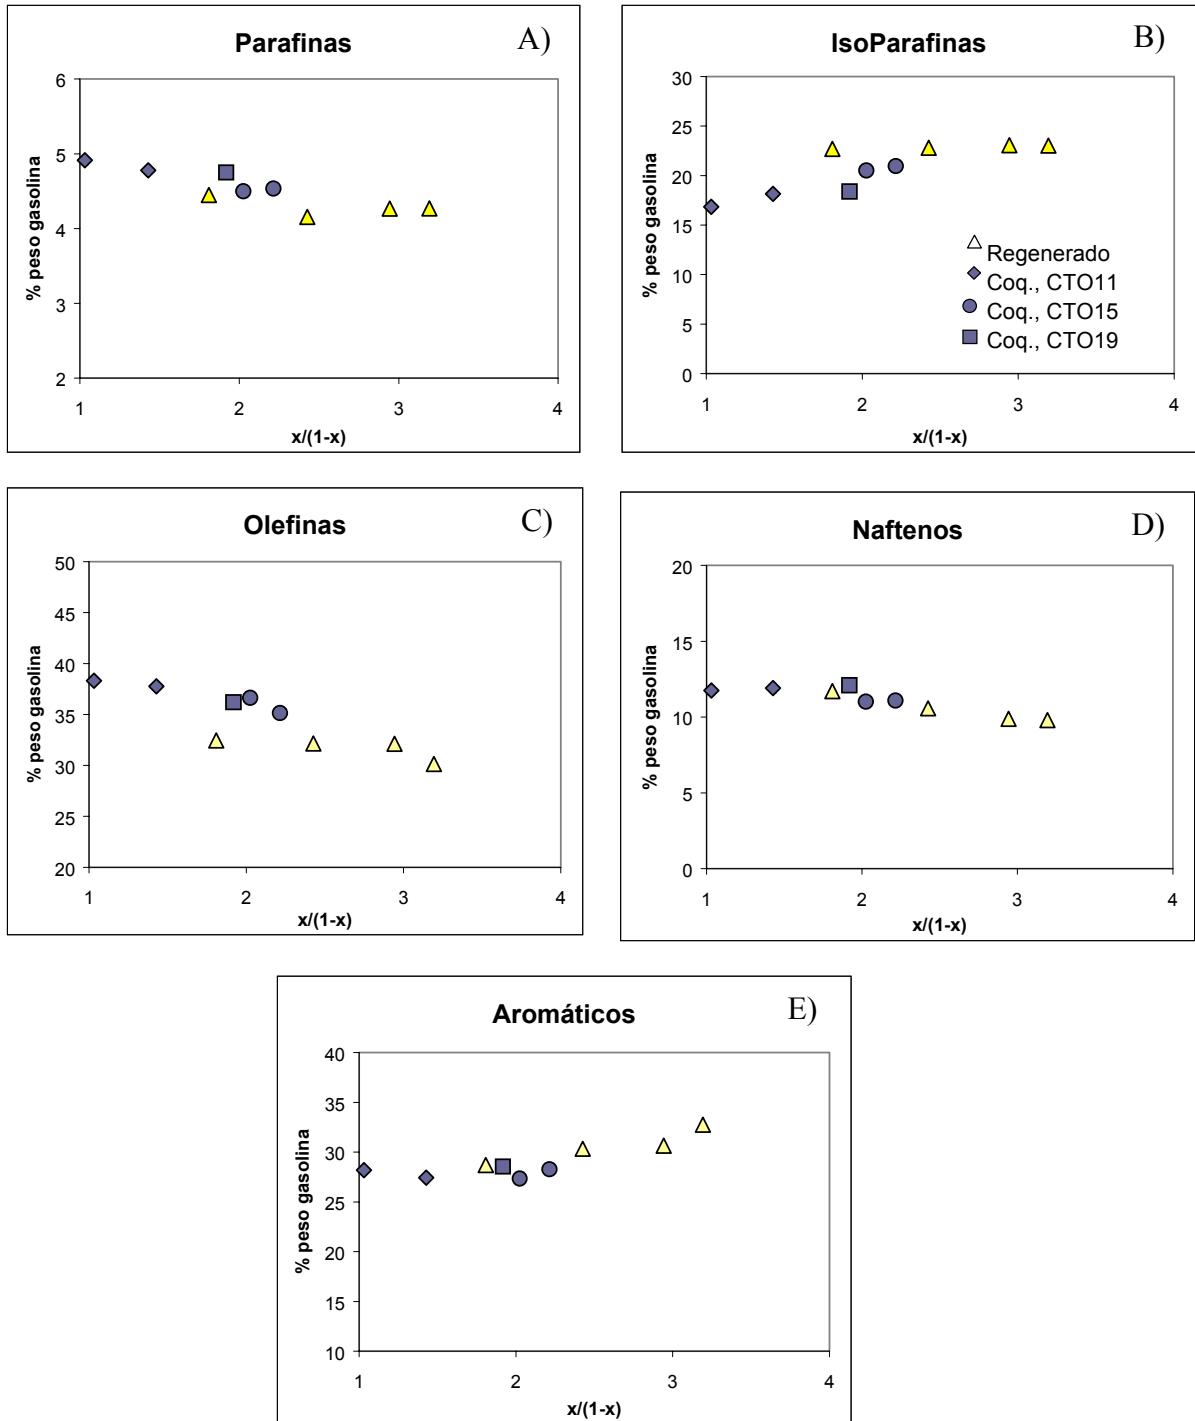 Parafinas
A)
6
5
4
3
2
1 2 3 4
% peso gasolina
x/(1-x)
IsoParafinas
B)
30
25
20
15
10
5
0
1 2 3 4
% peso gasolina
x/(1-x)
Regenerado
Coq., CTO11
Coq., CTO15
Coq., CTO19
Olefinas
C)
50
45
40
35
30
25
20
1 2 3 4
% peso gasolina
x/(1-x)
Naftenos
D)
20
15
10
5
0
1 2 3 4
% peso gasolina
x/(1-x)
Aromáticos
E)
40
35
30
25
20
15
10
1 2 3 4
% peso gasolina
x/(1-x)